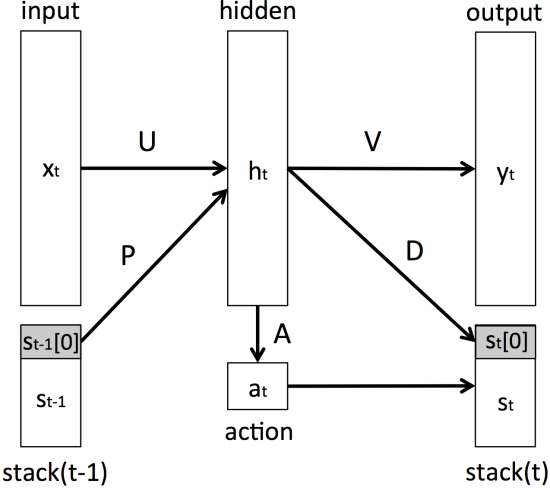 input
hidden
output
U
V
xt
ht
yt
P
D
st-1[0]
A
st[0]
st-1
at
st
action
stack(t-1)
stack(t)